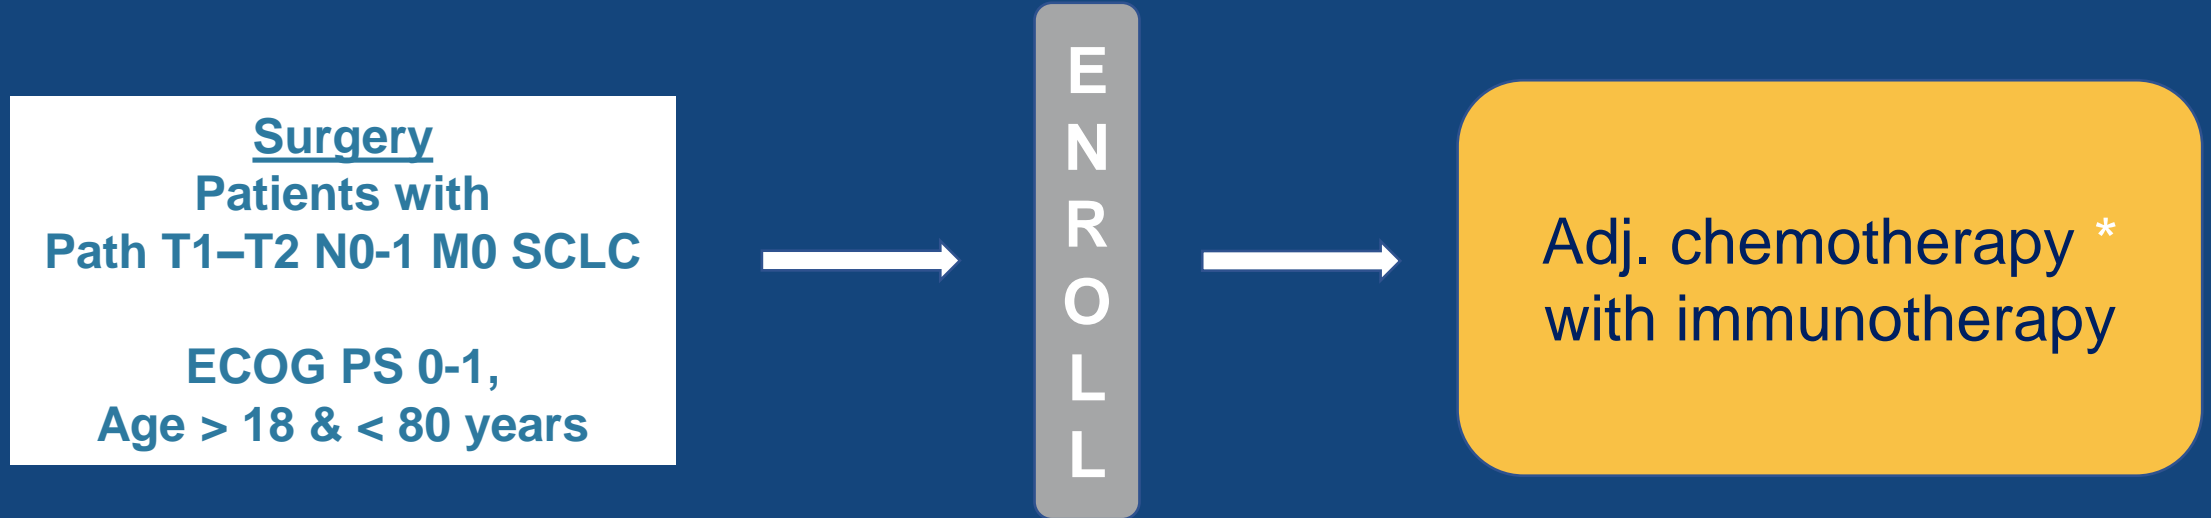 Surgery
Patients with
Path T1–T2 N0-1 M0 SCLC
ECOG PS 0-1,
Age > 18 & < 80 years
E
N
R
O
L
L
Adj. chemotherapy *
with immunotherapy